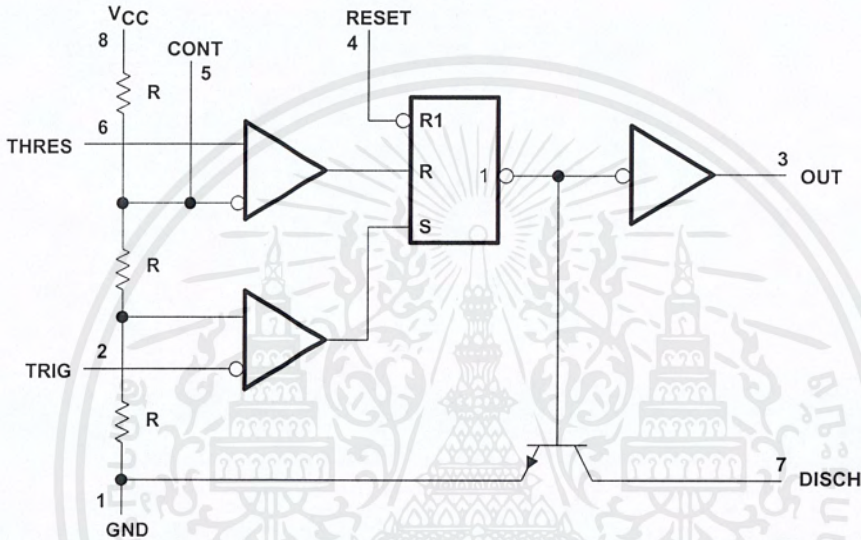 VCC
8
RESET
4
CONT
5
R
6
THRES
R1
R
1
S
3
OUT
R
2
TRIG
R
7
DISCH
1
GND